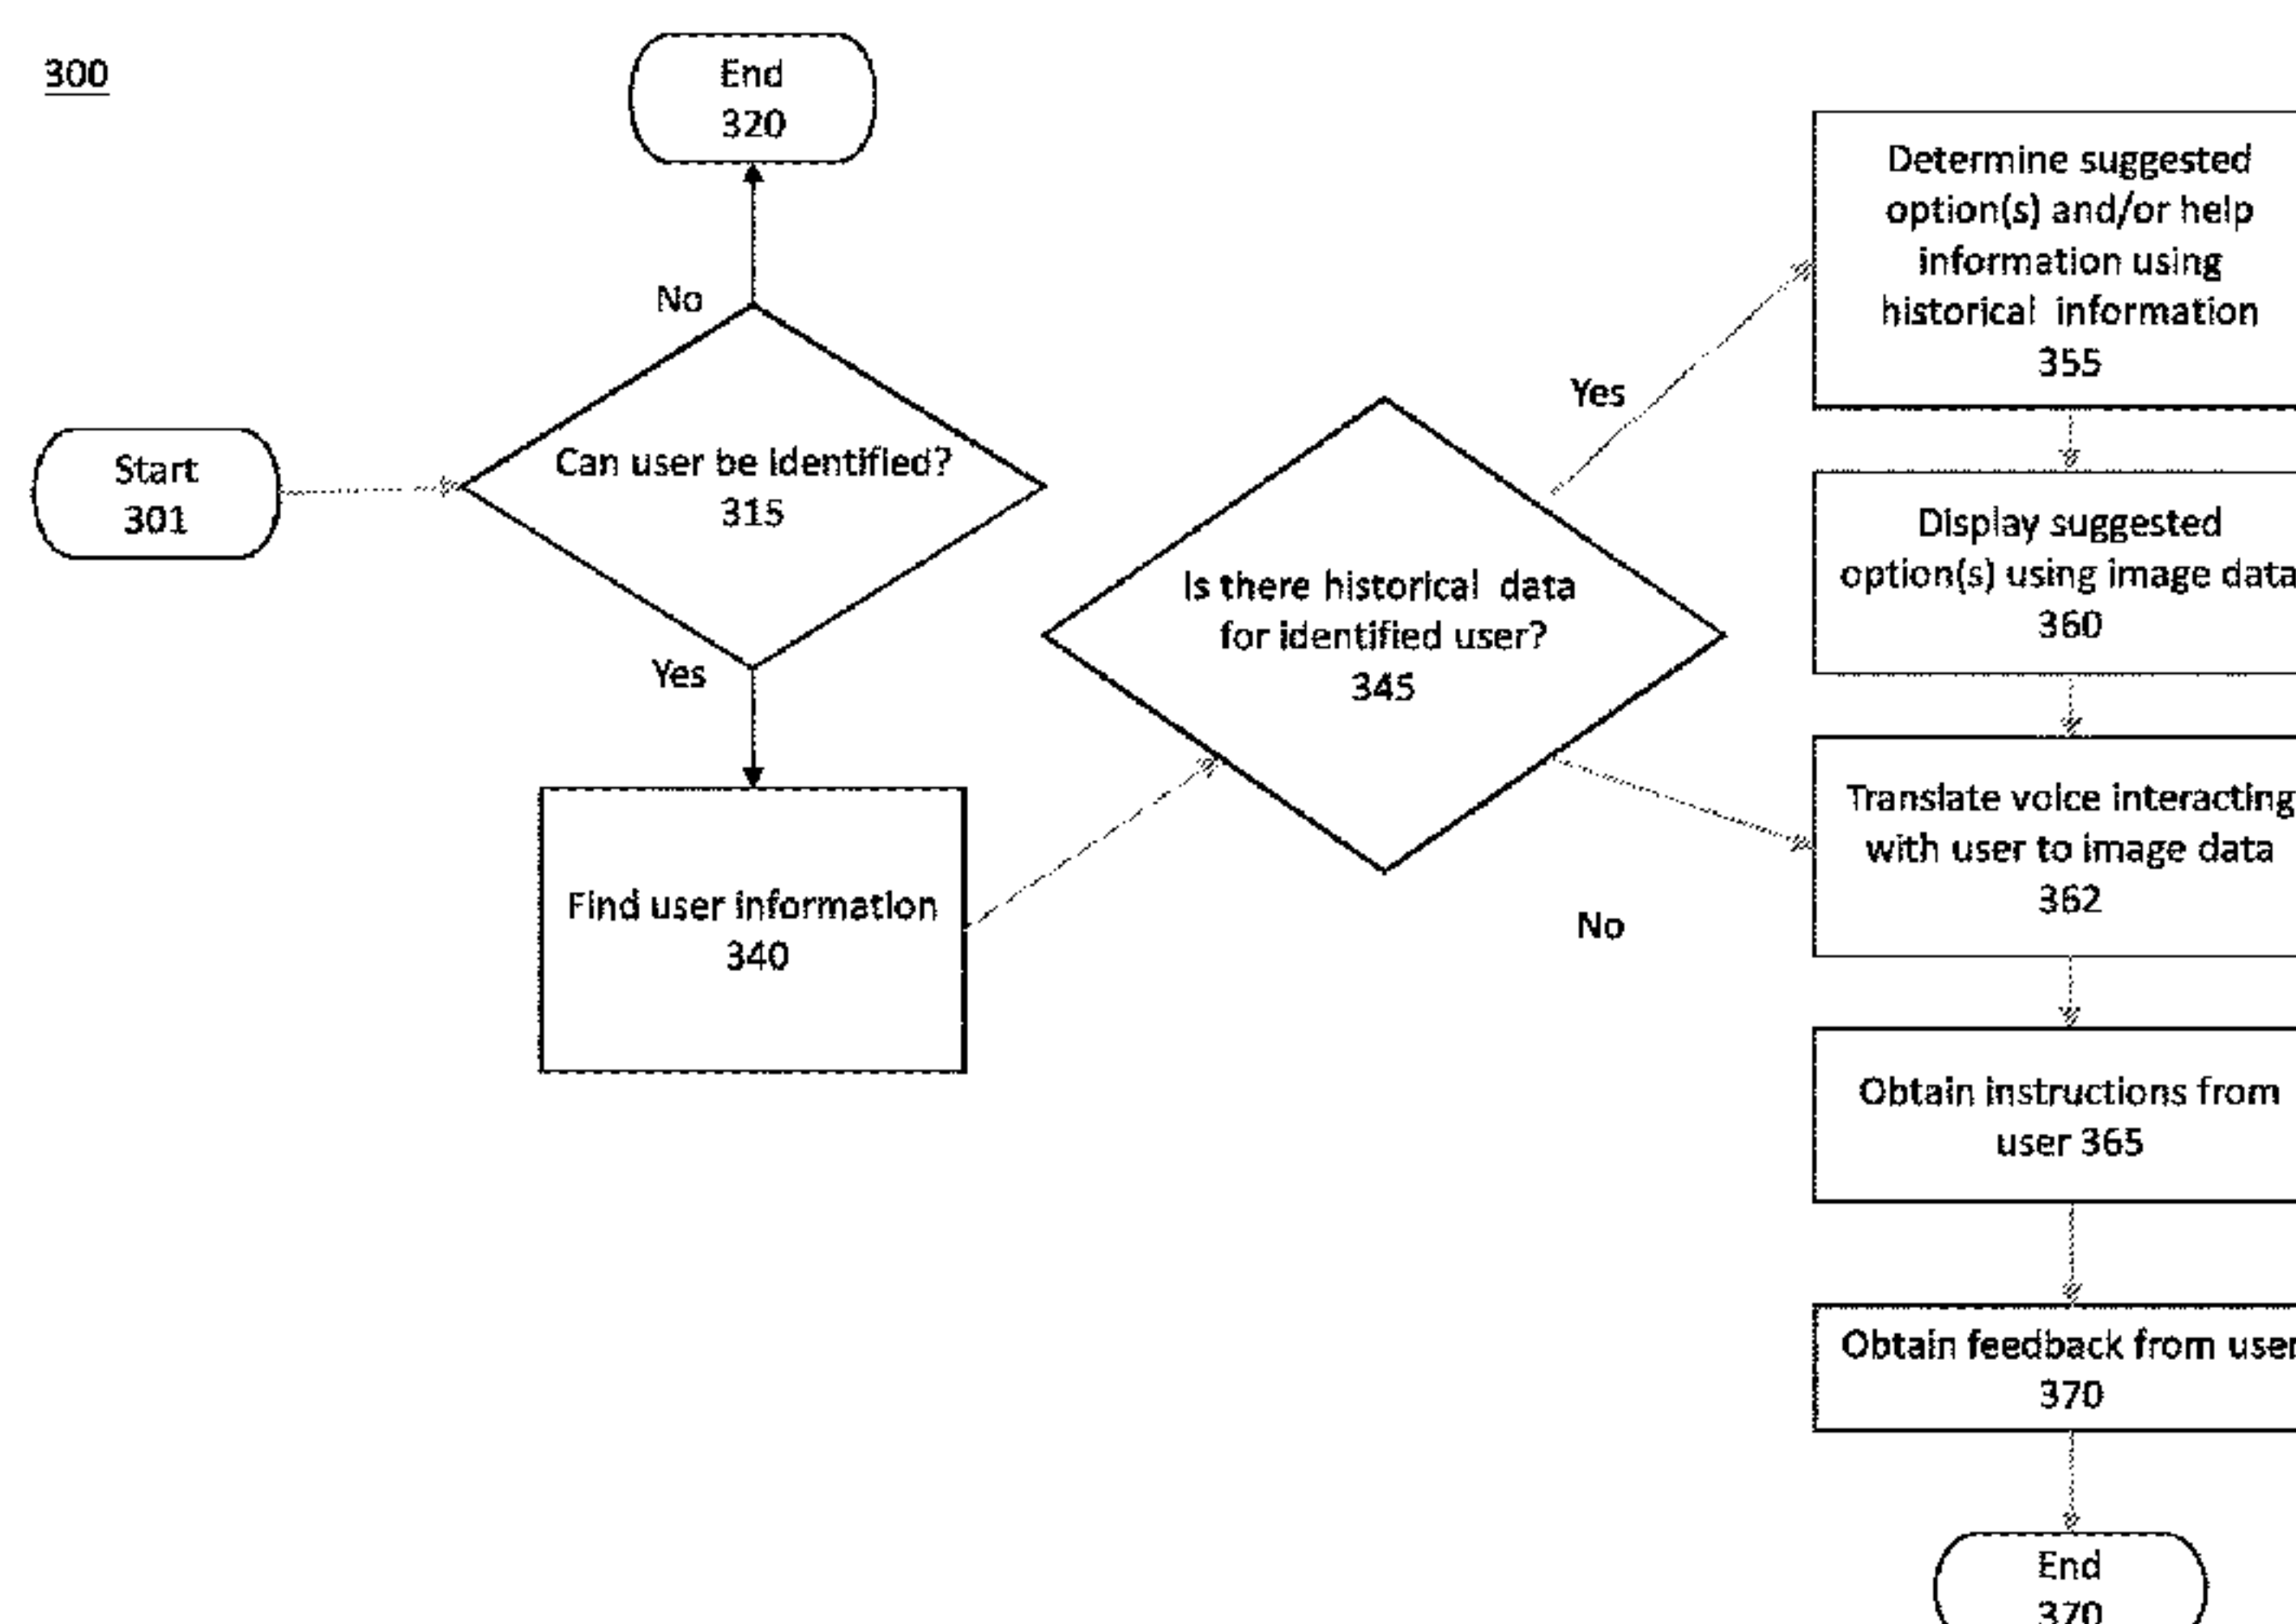 300
End
320
No
Start
301
Can user be identified?
315
Yes
Find user information
340
Is there historical data
for identified user?
345
Yes
No
Determine suggested
option(s) and/or help
information using
historical information
355
Display suggested
option(s) using image data
360
Translate voice interacting
with user to image data
362
Obtain instructions from
user 365
Obtain feedback from user
370
End
370